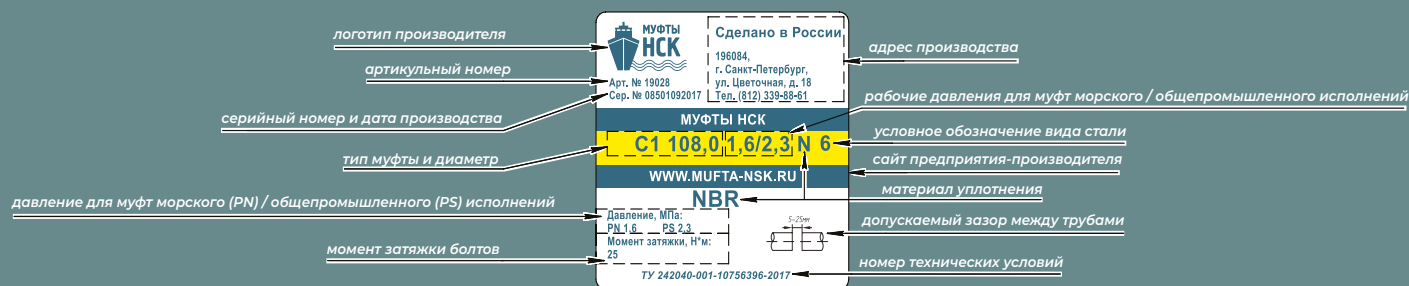 логотип производителя
артикульный номер
серийный номер и дата производства
тип муфты и диаметр
давление для муфт морского (PN) / общепромышленного (PS) исполнений
момент затяжки болтов
МУФТЫ
НСК
Арт. № 19028
Сер. № 08501092017
Сделано в России
196084,
г. Санкт-Петербург,
ул. Цветочная, д. 18
Тел. (812) 339-88-61
МУФТЫ НСК
С1 108,0 1,6/2,3 N 6
WWW.MUFTA-NSK.RU
NBR
Давление, МПа:
PN 1,6 PS 2,3
Момент затяжки, Н*м:
25
5-25мм
ТУ 242040-001-10756396-2017
адрес производства
рабочие давления для муфт морского / общепромышленного исполнений
условное обозначение вида стали
сайт предприятия-производителя
материал уплотнения
допускаемый зазор между трубами
номер технических условий